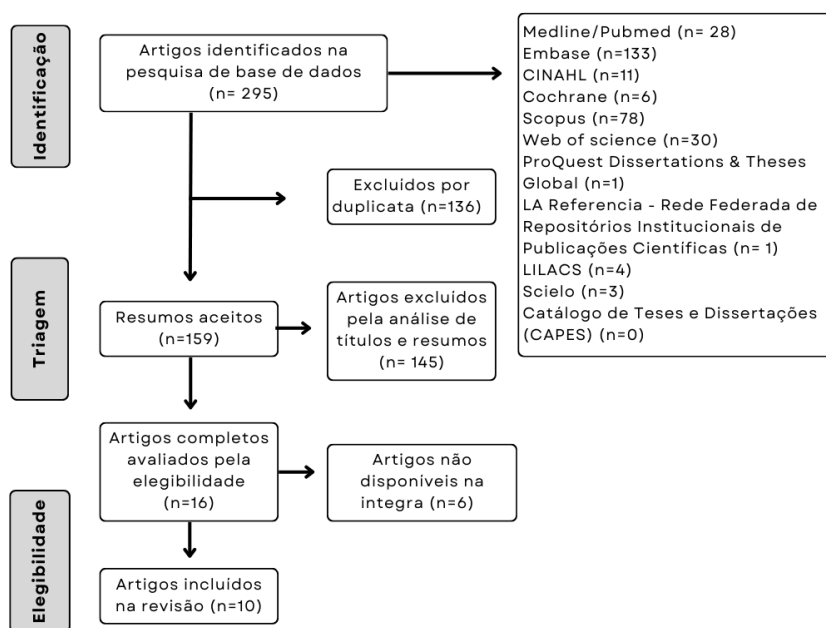 Identificação
Artigos identificados na
pesquisa de base de dados
(n= 295)
Medline/Pubmed (n= 28)
Embase (n=133)
CINAHL (n=11)
Cochrane (n=6)
Scopus (n=78)
Web of science (n=30)
ProQuest Dissertations & Theses
Global (n=1)
LA Referencia - Rede Federada de
Repositórios Institucionais de
Publicações Científicas (n= 1)
LILACS (n=4)
Scielo (n=3)
Catálogo de Teses e Dissertações
(CAPES) (n=0)
Excluídos por
duplicata (n=136)
Triagem
Resumos aceitos
(n=159)
Artigos excluidos
pela análise de
títulos e resumos
(n= 145)
Artigos completos
avaliados pela
elegibilidade
(n=16)
Artigos não
disponíveis na
integra (n=6)
Elegibilidade
Artigos incluídos
na revisão (n=10)